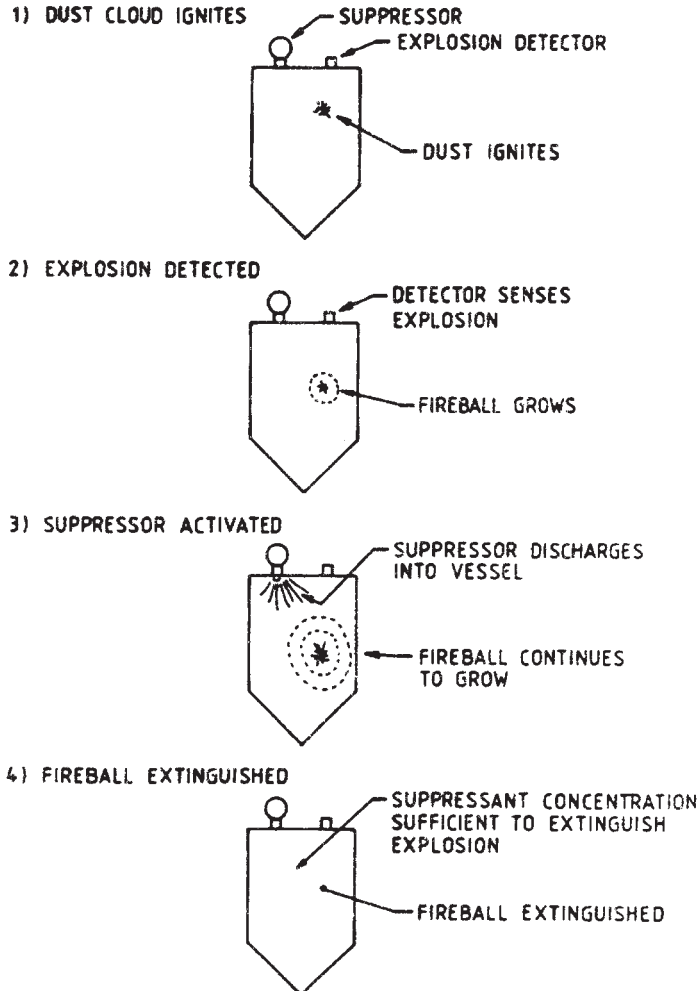 1) DUST CLOUD IGNITES
SUPPRESSOR
EXPLOSION DETECTOR
DUST IGNITES
2) EXPLOSION DETECTED
DETECTOR SENSES
EXPLOSION
FIREBALL GROWS
3) SUPPRESSOR ACTIVATED
SUPPRESSOR DISCHARGES
INTO VESSEL
FIREBALL CONTINUES
TO GROW
4) FIREBALL EXTINGUISHED
SUPPRESSANT CONCENTRATION
SUFFICIENT TO EXTINGUISH
EXPLOSION
FIREBALL EXTINGUISHED